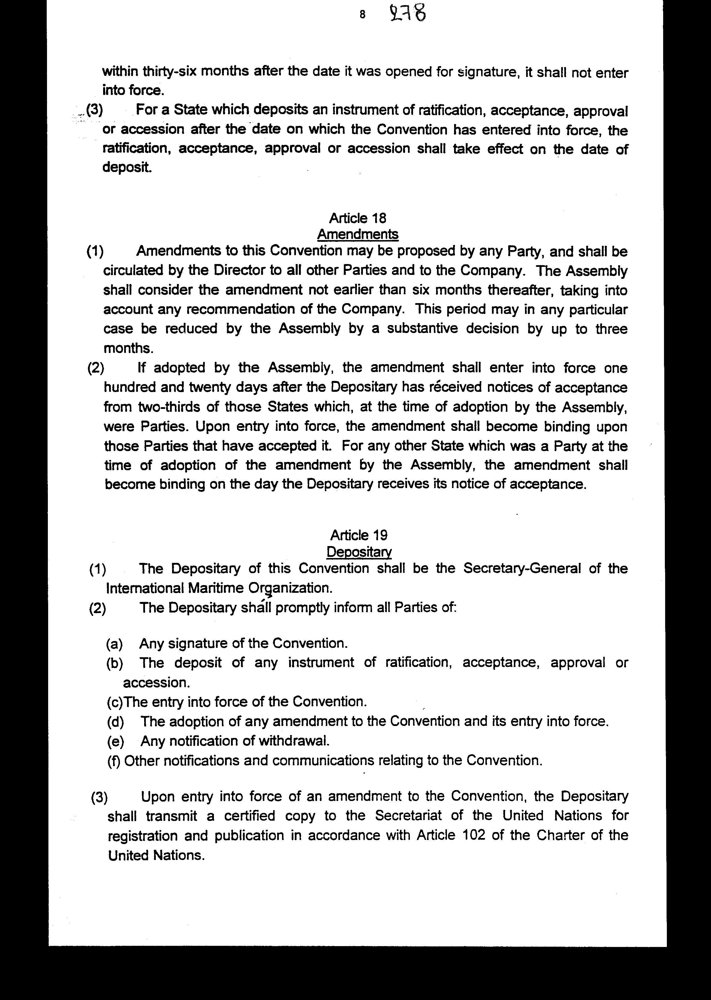 8 278
within thirty-six months after the date it was opened for signature, it shall not enter
into force.
(3) For a State which deposits an instrument of ratification, acceptance, approval
or accession after the date on which the Convention has entered into force, the
ratification, acceptance, approval or accession shall take effect on the date of
deposit.
Article 18
Amendments
(1) Amendments to this Convention may be proposed by any Party, and shall be
circulated by the Director to all other Parties and to the Company. The Assembly
shall consider the amendment not earlier than six months thereafter, taking into
account any recommendation of the Company. This period may in any particular
case be reduced by the Assembly by a substantive decision by up to three
months.
(2) If adopted by the Assembly, the amendment shall enter into force one
hundred and twenty days after the Depositary has received notices of acceptance
from two-thirds of those States which, at the time of adoption by the Assembly,
were Parties. Upon entry into force, the amendment shall become binding upon
those Parties that have accepted it. For any other State which was a Party at the
time of adoption of the amendment by the Assembly, the amendment shall
become binding on the day the Depositary receives its notice of acceptance.
Article 19
Depositary
(1) The Depositary of this Convention shall be the Secretary-General of the
International Maritime Organization.
(2) The Depositary shall promptly inform all Parties of:
(a) Any signature of the Convention.
(b) The deposit of any instrument of ratification, acceptance, approval or
accession.
(c)The entry into force of the Convention.
(d) The adoption of any amendment to the Convention and its entry into force.
(e) Any notification of withdrawal.
(f) Other notifications and communications relating to the Convention.
(3) Upon entry into force of an amendment to the Convention, the Depositary
shall transmit a certified copy to the Secretariat of the United Nations for
registration and publication in accordance with Article 102 of the Charter of the
United Nations.